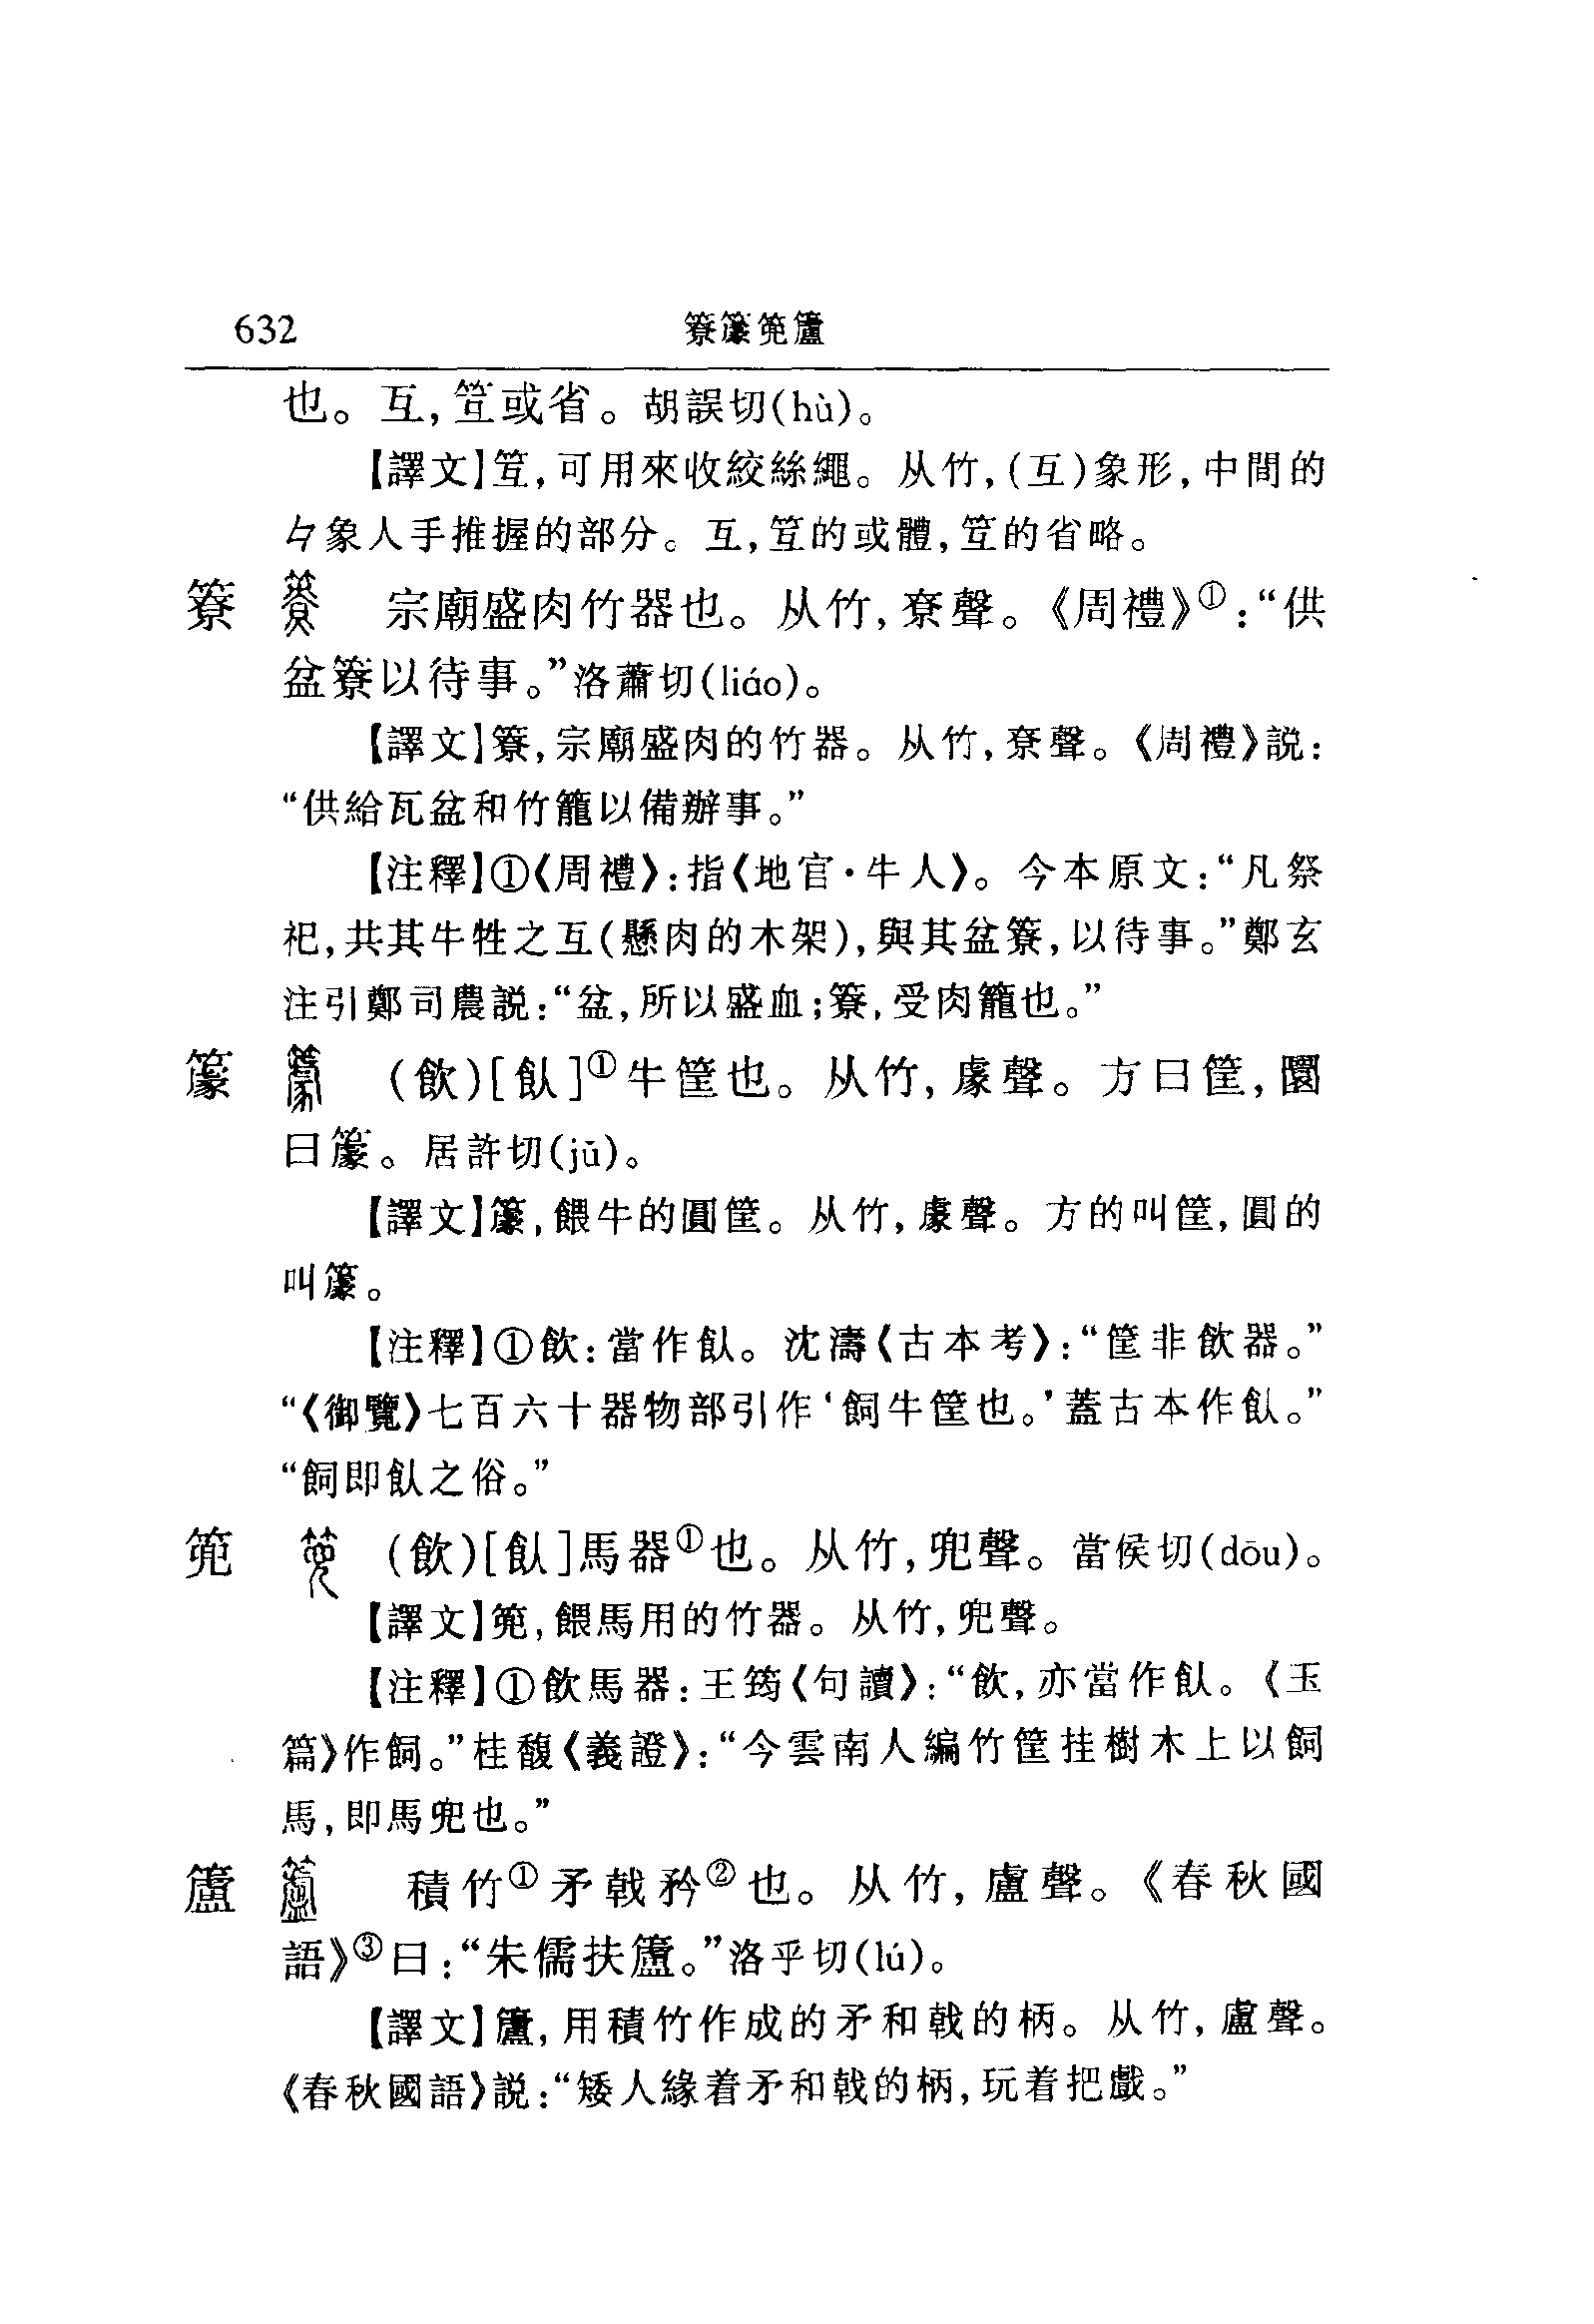 632 簝簴篼籚
也。互,笠或省。胡誤切(hù)。
【譯文】笠,可用來收絞絲繩。从竹,(互)象形,中間的
象人手推握的部分。互,笠的或體,笠的省略。
簝 宗廟盛肉竹器也。从竹,尞聲。《周禮》①:“供
盆簝以待事。”洛蕭切(liáo)。
【譯文】簝,宗廟盛肉的竹器。从竹,尞聲。《周禮》説:
“供給瓦盆和竹籠以備辦事。”
【注釋】①《周禮》:指《地官·牛人》。今本原文:“凡祭
祀,共其牛牲之互(懸肉的木架),與其盆簝,以待事。”鄭玄
注引鄭司農説:“盆,所以盛血;簝,受肉籠也。”
籧 (飲)[飤]①牛筐也。从竹,豦聲。方曰筐,圜
曰籧。居許切(jǔ)。
【譯文】籧,餵牛的圓筐。从竹,豦聲。方的叫筐,圓的
叫籧。
【注釋】①飲:當作飤。沈濤《古本考》:“筐非飲器。”
“《御覽》七百六十器物部引作‘飼牛筐也。’蓋古本作飤。”
“飼即飤之俗。”
篼 (飲)[飤]馬器①也。从竹,兜聲。當侯切(dōu)。
【譯文】篼,餵馬用的竹器。从竹,兜聲。
【注釋】①飲馬器:王筠《句讀》:“飲,亦當作飤。《玉
篇》作飼。”桂馥《義證》:“今雲南人編竹筐挂樹木上以飼
馬,即馬兜也。”
籚 積竹①矛戟矜②也。从竹,盧聲。《春秋國
語》③曰:“朱儒扶籚。”洛乎切(lú)。
【譯文】籚,用積竹作成的矛和戟的柄。从竹,盧聲。
《春秋國語》説:“矮人緣着矛和戟的柄,玩着把戲。”